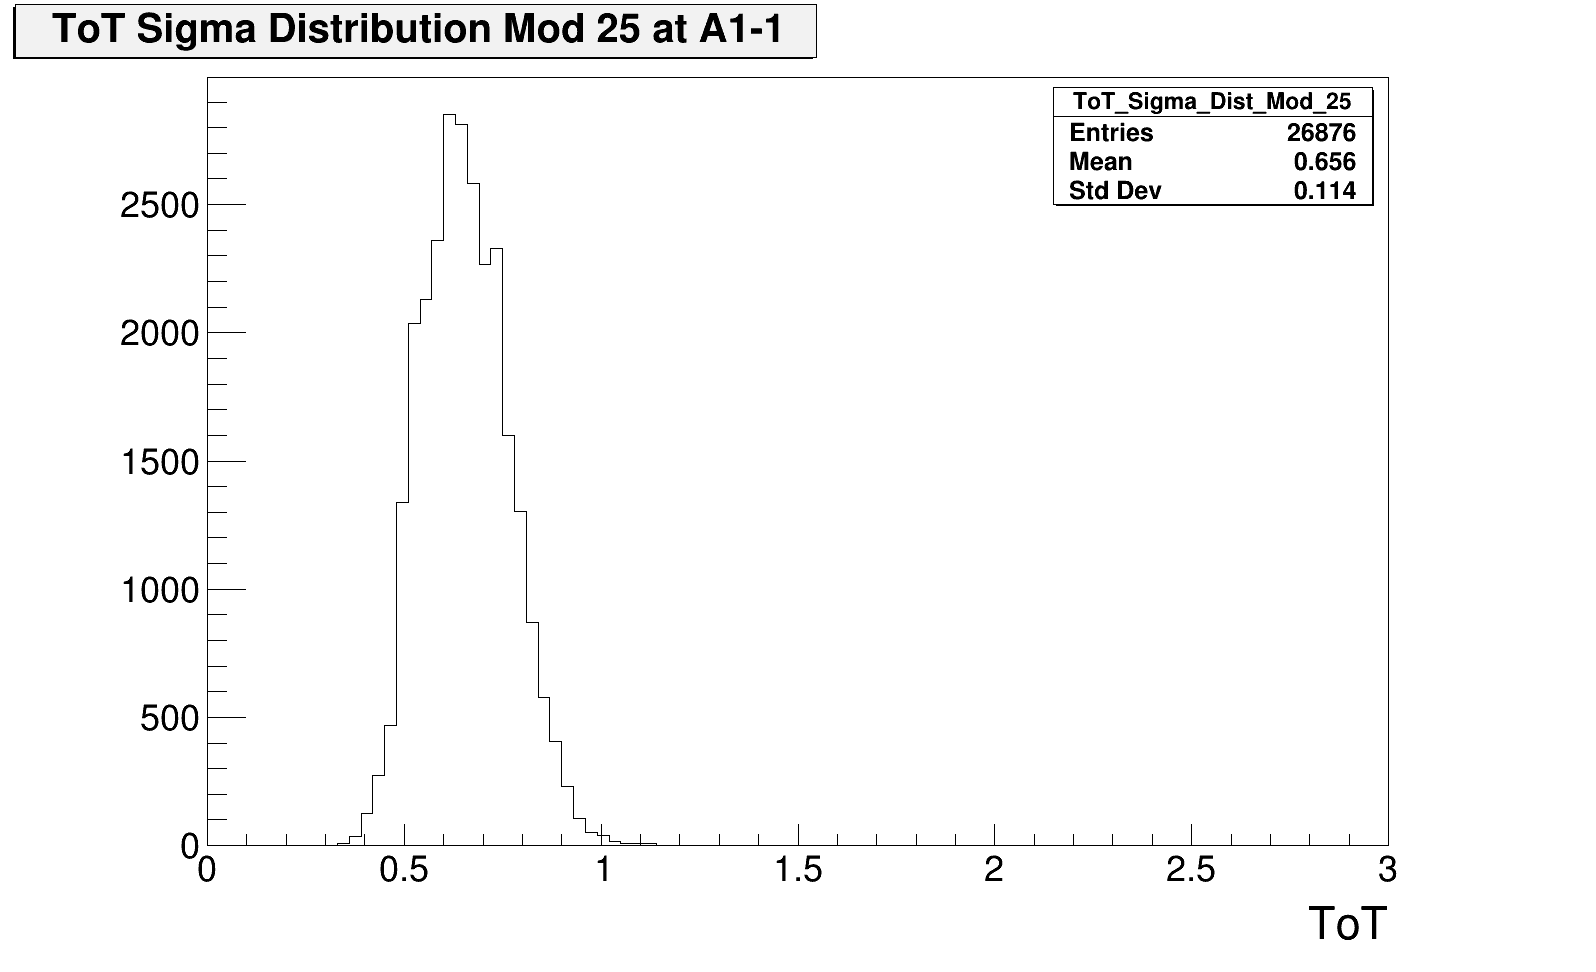 ToT Sigma Distribution Mod 25 at A1-1
ToT_Sigma_Dist_Mod_25
Entries 26876
Mean 0.656
Std Dev 0.114
2500
2000
1500
1000
500
0
0 0.5 1 1.5 2 2.5 3
ToT